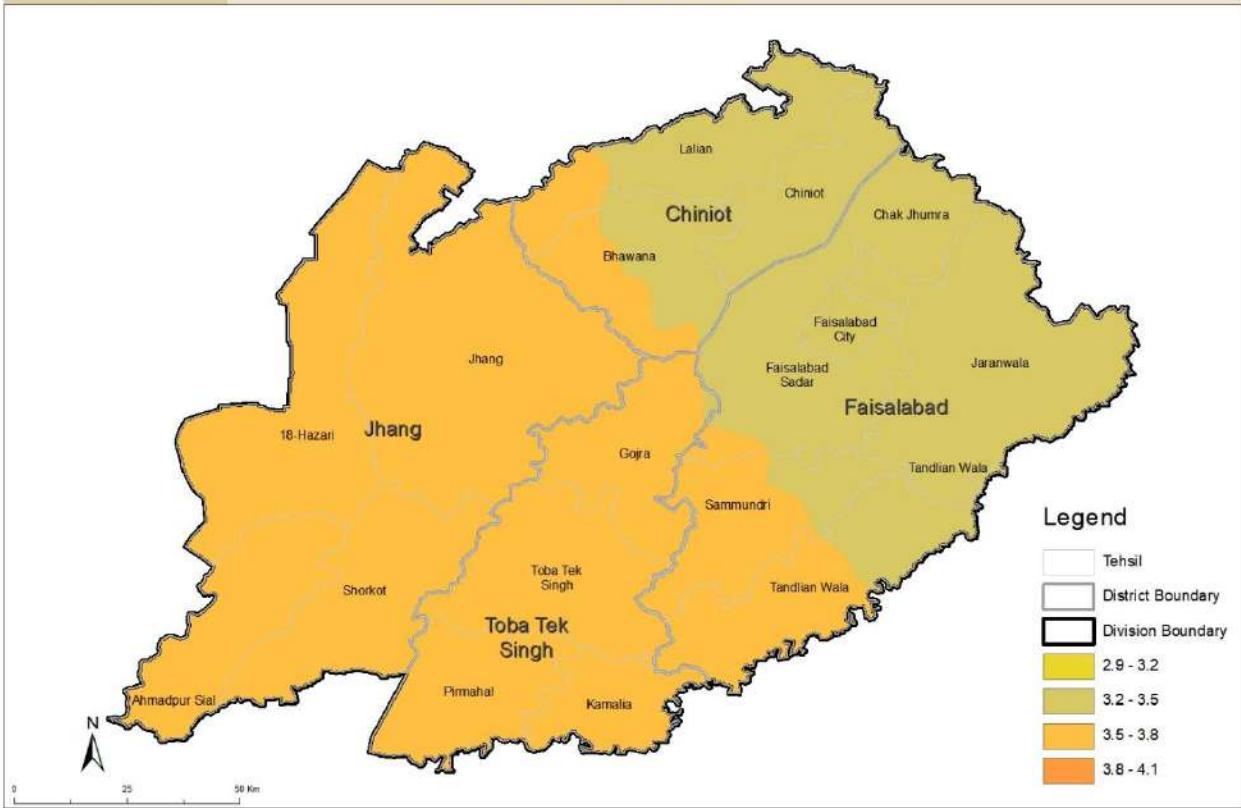 Lalian
Chiniot
Chiniot
Chak Jhumra
Bhawana
Faisalabad
City
Jhang
Faisalabad
Sadar
Jaranwala
Faisalabad
18-Hazari
Jhang
Gojra
Tandlian Wala
Sammundri
Toba Tek
Singh
Tandlian Wala
Shorkot
Toba Tek
Singh
Pirmahal
Kamalia
Ahmadpur Sial
N
0 25 50 Km
Legend
Tehsil
District Boundary
Division Boundary
2.9 - 3.2
3.2 - 3.5
3.5 - 3.8
3.8 - 4.1